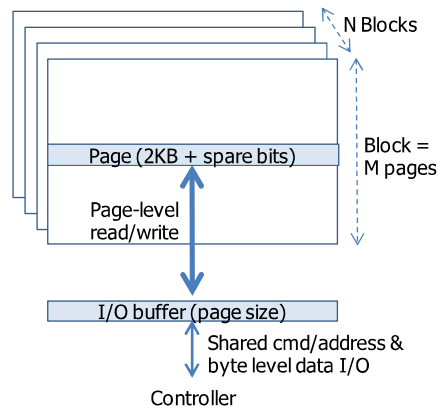 N Blocks
Page (2KB + spare bits)
Block =
M pages
Page-level
read/write
I/O buffer (page size)
Shared cmd/address &
byte level data I/O
Controller